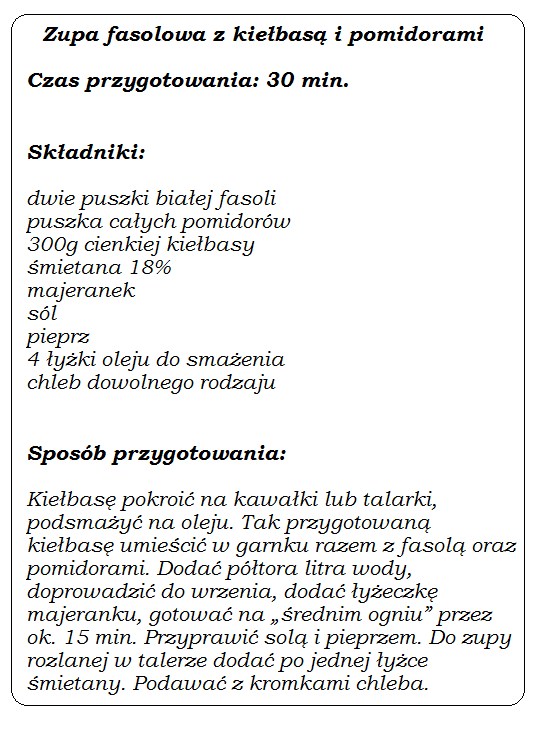 Zupa fasolowa z kiełbasą i pomidorami
Czas przygotowania: 30 min.
Składniki:
dwie puszki białej fasoli
puszka całych pomidorów
300g cienkiej kiełbasy
śmietana 18%
majeranek
sól
pieprz
4 łyżki oleju do smażenia
chleb dowolnego rodzaju
Sposób przygotowania:
Kiełbasę pokroić na kawałki lub talarki,
podsmażyć na oleju. Tak przygotowaną
kiełbasę umieścić w garnku razem z fasolą oraz
pomidorami. Dodać półtora litra wody,
doprowadzić do wrzenia, dodać łyżeczkę
majeranku, gotować na „średnim ogniu” przez
ok. 15 min. Przyprawić solą i pieprzem. Do zupy
rozlanej w talerze dodać po jednej łyżce
śmietany. Podawać z kromkami chleba.